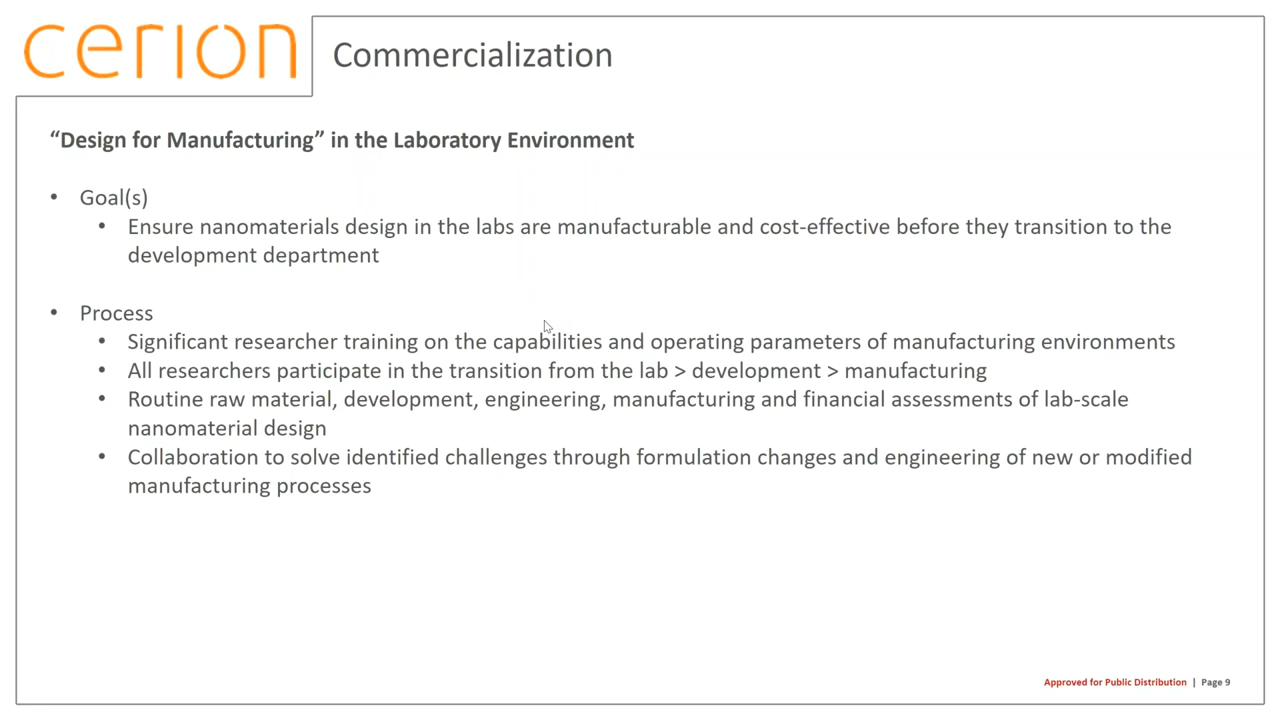 cerion
Commercialization
“Design for Manufacturing” in the Laboratory Environment
• Goal(s)
• Ensure nanomaterials design in the labs are manufacturable and cost-effective before they transition to the
development department
• Process
• Significant researcher training on the capabilities and operating parameters of manufacturing environments
• All researchers participate in the transition from the lab > development > manufacturing
• Routine raw material, development, engineering, manufacturing and financial assessments of lab-scale
nanomaterial design
• Collaboration to solve identified challenges through formulation changes and engineering of new or modified
manufacturing processes
Approved for Public Distribution | Page 9